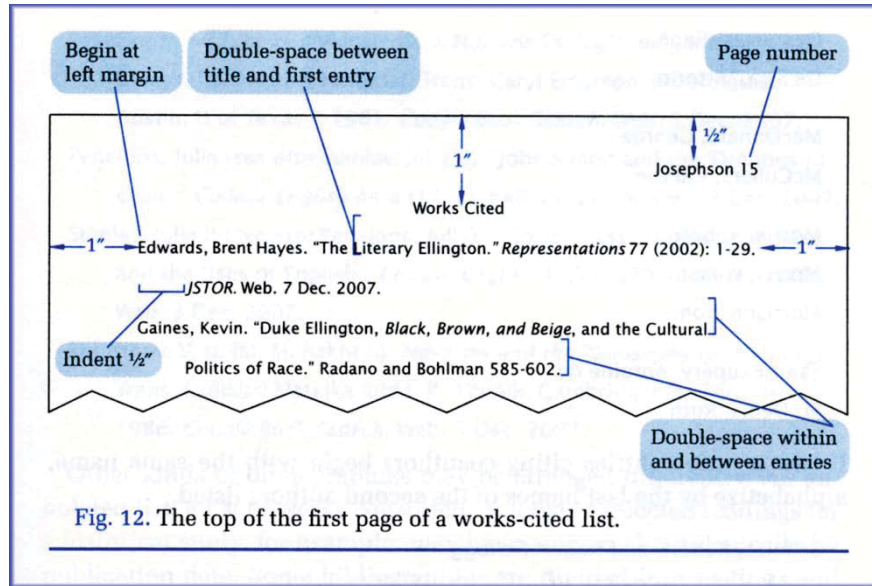 Begin at
left margin
Double-space between
title and first entry
Page number
½"
1"
Josephson 15
Works Cited
1"
Edwards, Brent Hayes. "The Literary Ellington." Representations 77 (2002): 1-29.
1"
JSTOR. Web. 7 Dec. 2007.
Gaines, Kevin. "Duke Ellington, Black, Brown, and Beige, and the Cultural
Indent ½"
Politics of Race." Radano and Bohlman 585-602.
Double-space within
and between entries
Fig. 12. The top of the first page of a works-cited list.